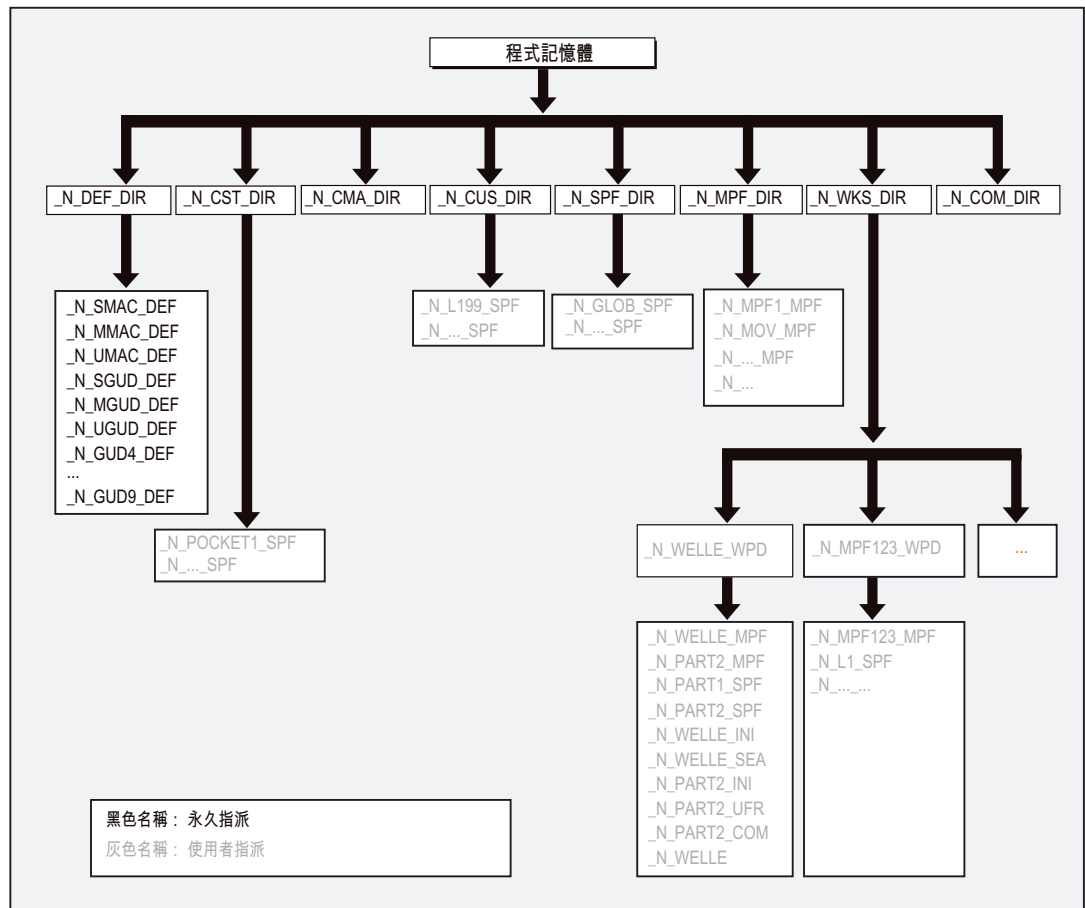 程式記憶體
_N_DEF_DIR
_N_CST_DIR
_N_CMA_DIR
_N_CUS_DIR
_N_SPF_DIR
_N_MPF_DIR
_N_WKS_DIR
_N_COM_DIR
_N_SMAC_DEF
_N_MMAC_DEF
_N_UMAC_DEF
_N_SGUD_DEF
_N_MGUD_DEF
_N_UGUD_DEF
_N_GUD4_DEF
...
_N_GUD9_DEF
_N_L199_SPF
_N_..._SPF
_N_GLOB_SPF
_N_..._SPF
_N_MPF1_MPF
_N_MOV_MPF
_N_..._MPF
_N_...
_N_POCKET1_SPF
_N_..._SPF
_N_WELLE_WPD
_N_MPF123_WPD
...
_N_WELLE_MPF
_N_PART2_MPF
_N_PART1_SPF
_N_PART2_SPF
_N_WELLE_INI
_N_WELLE_SEA
_N_PART2_INI
_N_PART2_UFR
_N_PART2_COM
_N_WELLE
_N_MPF123_MPF
_N_L1_SPF
_N_..._...
黑色名稱： 永久指派
灰色名稱： 使用者指派